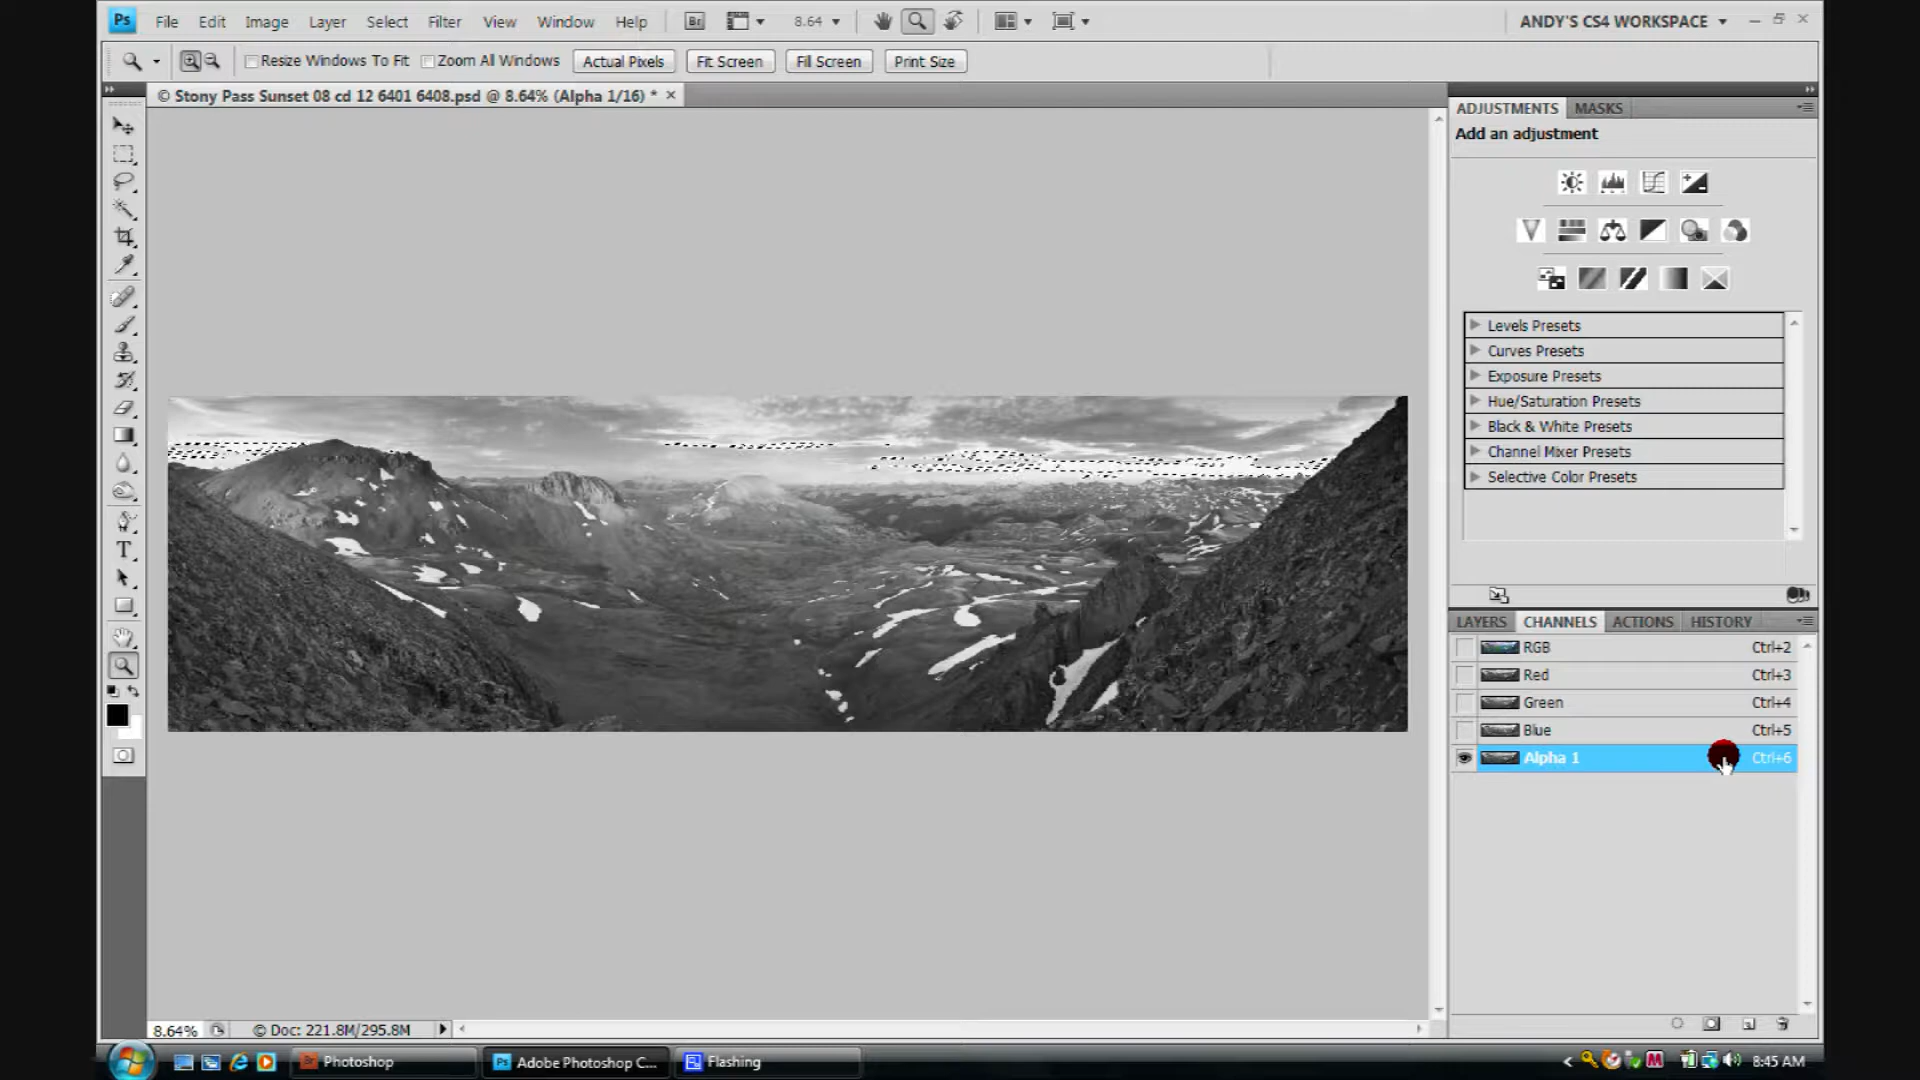 Ps File Edit Image Layer Select Filter View Window Help Br 8.64 ANDY'S CS4 WORKSPACE
Resize Windows To Fit Zoom All Windows Actual Pixels Fit Screen Fill Screen Print Size
© Stony Pass Sunset 08 cd 12 6401 6408.psd @ 8.64% (Alpha 1/16) *
ADJUSTMENTS MASKS
Add an adjustment
Levels Presets
Curves Presets
Exposure Presets
Hue/Saturation Presets
Black & White Presets
Channel Mixer Presets
Selective Color Presets
LAYERS CHANNELS ACTIONS HISTORY
RGB Ctrl+2
Red Ctrl+3
Green Ctrl+4
Blue Ctrl+5
Alpha 1 Ctrl+6
T
8.64% © Doc: 221.8M/295.8M
Br Photoshop Ps Adobe Photoshop C... Flashing 8:45 AM